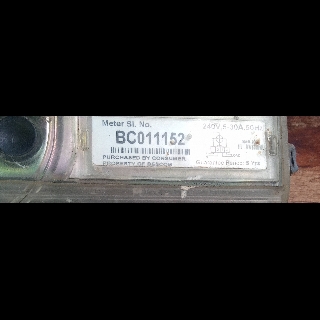 Meter Sl. No.
BC011152
PURCHASED BY CONSUMER
PROPERTY OF BESCOM
240V,5-30A,50Hz
Guarantee Period 5 Yrs